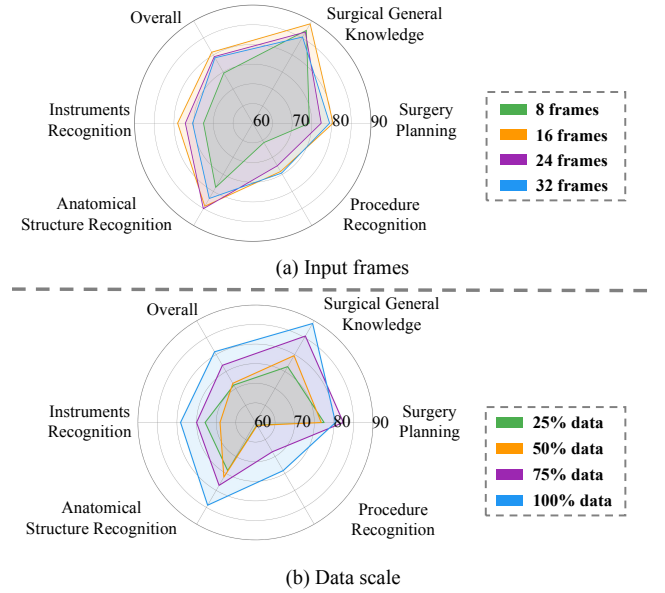 Overall
Surgical General
Knowledge
Instruments
Recognition
60 70 80 90
Surgery
Planning
Anatomical
Structure Recognition
Procedure
Recognition
8 frames
16 frames
24 frames
32 frames
(a) Input frames
Overall
Surgical General
Knowledge
Instruments
Recognition
60 70 80 90
Surgery
Planning
Anatomical
Structure Recognition
Procedure
Recognition
25% data
50% data
75% data
100% data
(b) Data scale